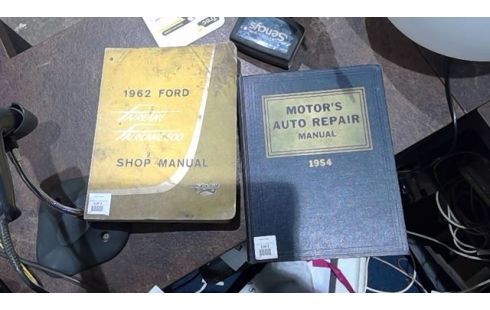 1962 FORD
FAIRLANE
FAIRLANE 500
SHOP MANUAL
MOTOR'S
AUTO REPAIR
MANUAL
1954